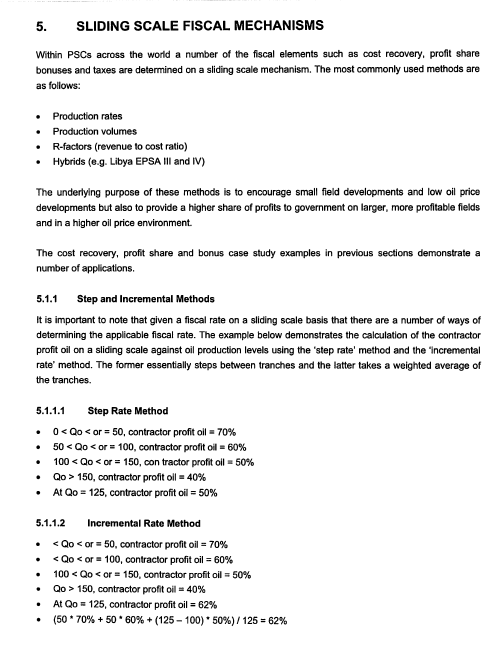 5. SLIDING SCALE FISCAL MECHANISMS
Within PSCs across the world a number of the fiscal elements such as cost recovery, profit share
bonuses and taxes are determined on a sliding scale mechanism. The most commonly used methods are
as follows:
• Production rates
• Production volumes
• R-factors (revenue to cost ratio)
• Hybrids (e.g. Libya EPSA III and IV)
The underlying purpose of these methods is to encourage small field developments and low oil price
developments but also to provide a higher share of profits to government on larger, more profitable fields
and in a higher oil price environment.
The cost recovery, profit share and bonus case study examples in previous sections demonstrate a
number of applications.
5.1.1 Step and Incremental Methods
It is important to note that given a fiscal rate on a sliding scale basis that there are a number of ways of
determining the applicable fiscal rate. The example below demonstrates the calculation of the contractor
profit oil on a sliding scale against oil production levels using the 'step rate' method and the 'incremental
rate' method. The former essentially steps between tranches and the latter takes a weighted average of
the tranches.
5.1.1.1 Step Rate Method
• 0 < Qo < or = 50, contractor profit oil = 70%
• 50 < Qo < or = 100, contractor profit oil = 60%
• 100 < Qo < or = 150, con tractor profit oil = 50%
• Qo > 150, contractor profit oil = 40%
• At Qo = 125, contractor profit oil = 50%
5.1.1.2 Incremental Rate Method
• < Qo < or = 50, contractor profit oil = 70%
• < Qo < or = 100, contractor profit oil = 60%
• 100 < Qo < or = 150, contractor profit oil = 50%
• Qo > 150, contractor profit oil = 40%
• At Qo = 125, contractor profit oil = 62%
• (50 * 70% + 50 * 60% + (125 – 100) * 50%) / 125 = 62%